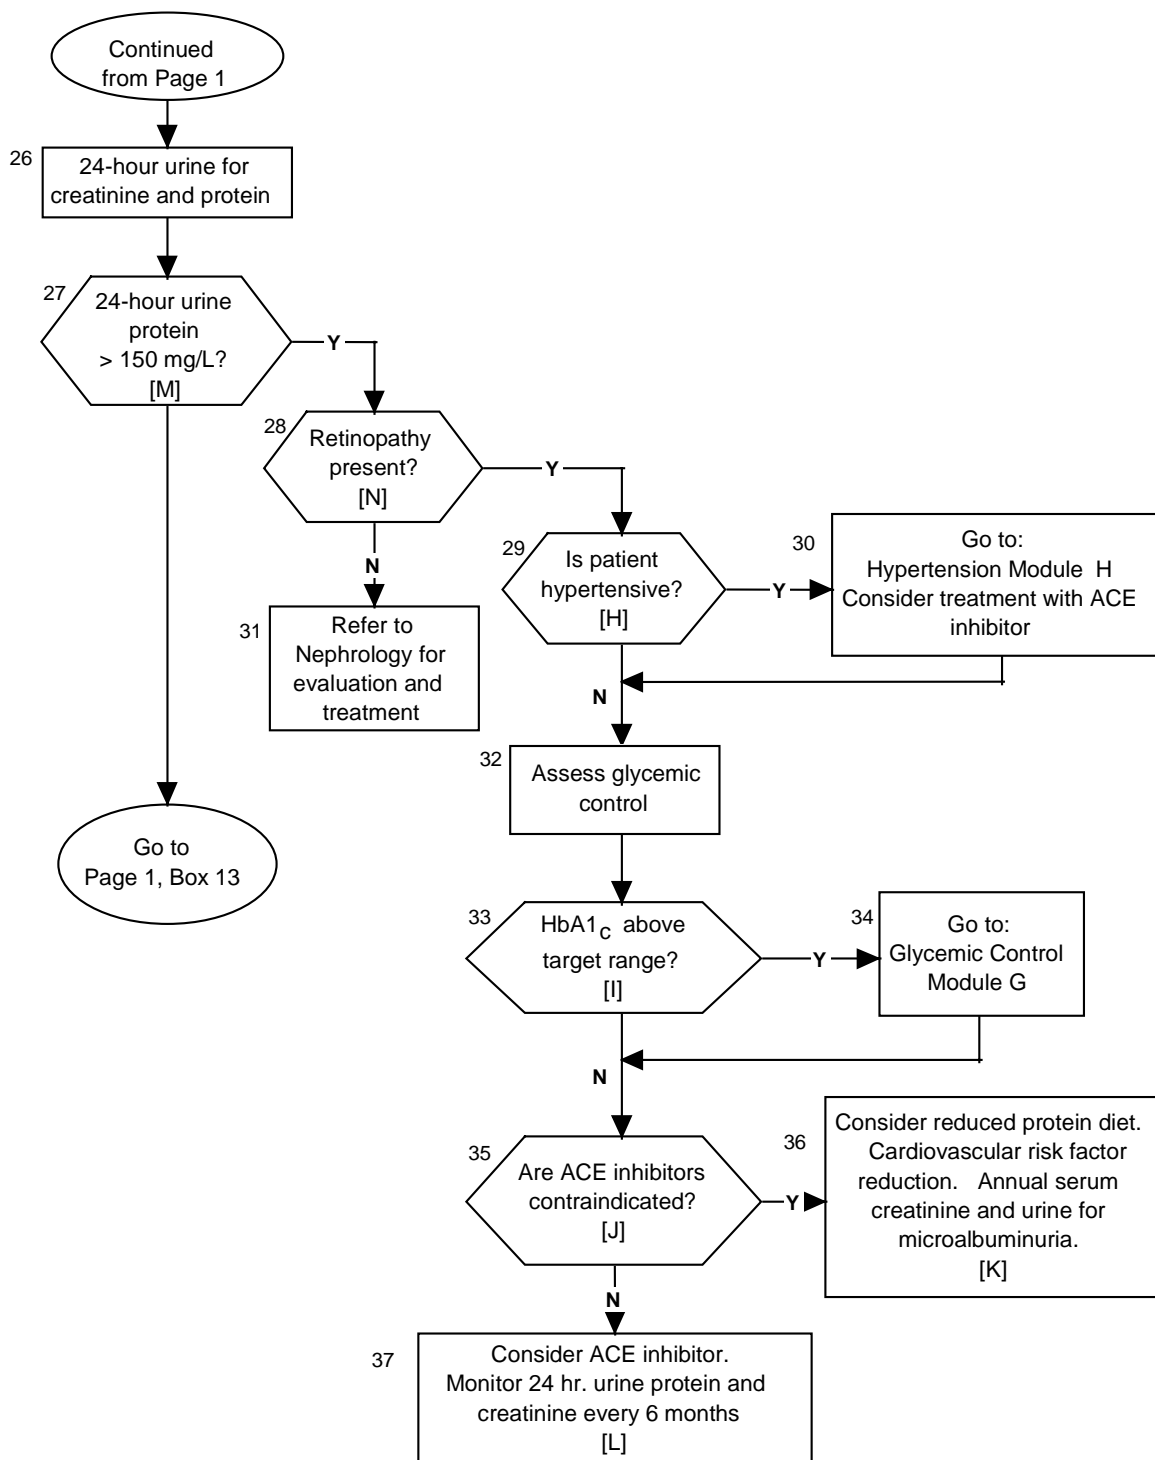 Continued
from Page 1
26
24-hour urine for
creatinine and protein
27
24-hour urine
protein
> 150 mg/L?
[M]
Y
28
Retinopathy
present?
[N]
Y
N
29
Is patient
hypertensive?
[H]
Y
30
Go to:
Hypertension Module H
Consider treatment with ACE
inhibitor
31
Refer to
Nephrology for
evaluation and
treatment
N
32
Assess glycemic
control
Go to
Page 1, Box 13
33
HbA1c above
target range?
[I]
Y
34
Go to:
Glycemic Control
Module G
N
35
Are ACE inhibitors
contraindicated?
[J]
Y
36
Consider reduced protein diet.
Cardiovascular risk factor
reduction. Annual serum
creatinine and urine for
microalbuminuria.
[K]
N
37
Consider ACE inhibitor.
Monitor 24 hr. urine protein and
creatinine every 6 months
[L]